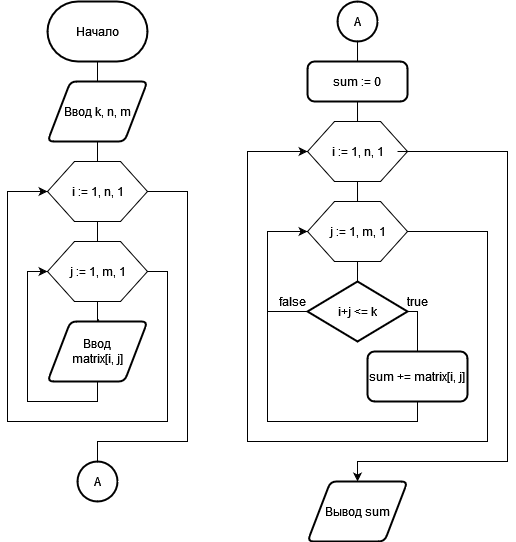 Начало
Ввод k, n, m
i := 1, n, 1
j := 1, m, 1
Ввод
matrix[i, j]
A
A
sum := 0
i := 1, n, 1
j := 1, m, 1
false
true
i+j <= k
sum += matrix[i, j]
Вывод sum